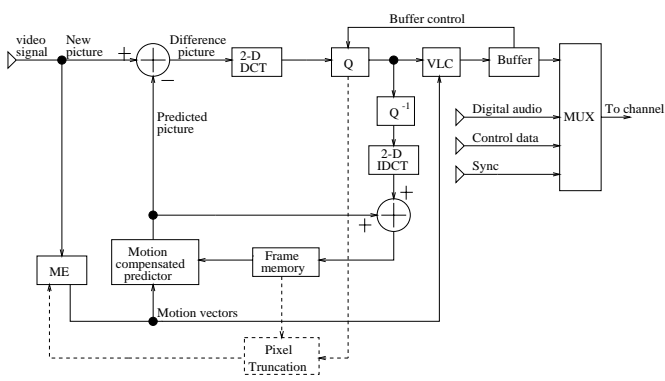 Buffer control
video
signal
New
picture
Difference
picture
2-D
DCT
Q
VLC
Buffer
MUX
To channel
Digital audio
Control data
Sync
Q -1
2-D
IDCT
Predicted
picture
+
−
+
+
ME
Motion
compensated
predictor
Frame
memory
Motion vectors
Pixel
Truncation